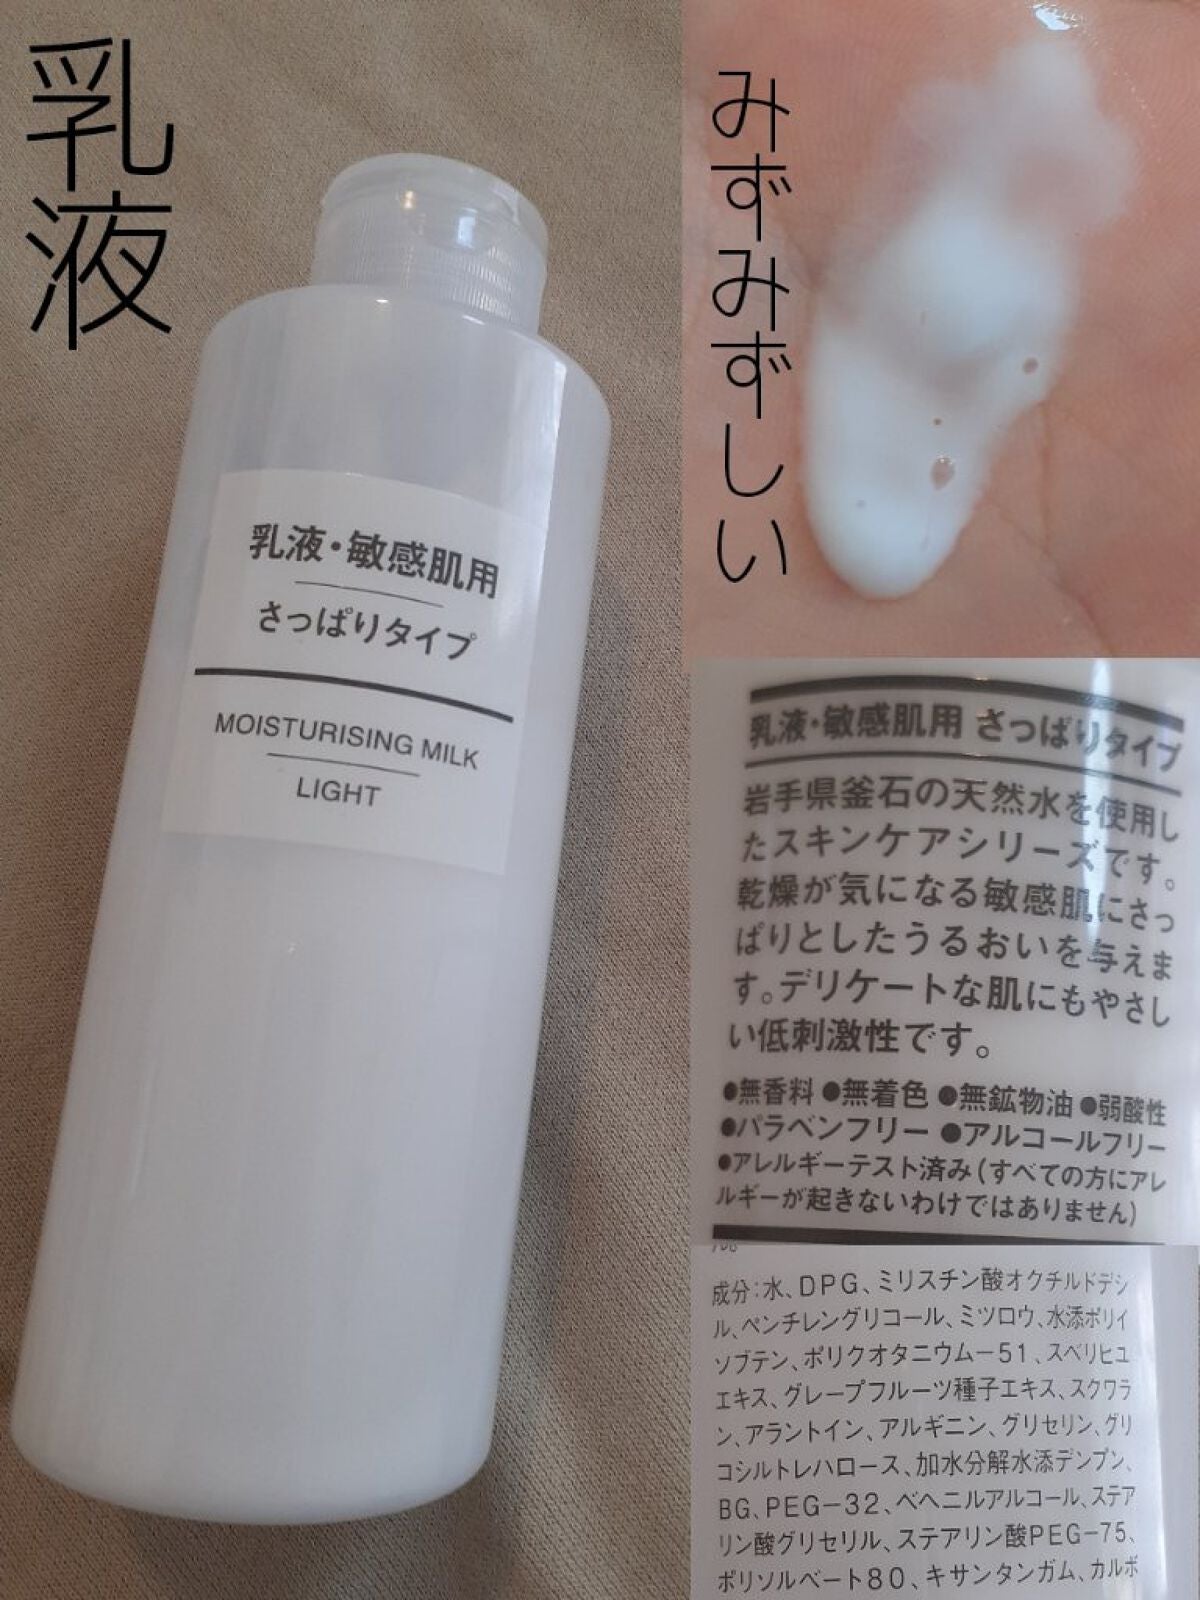 乳液
乳液・敏感肌用
さっぱりタイプ
MOISTURISING MILK
LIGHT
みずみずしい
乳液・敏感肌用 さっぱりタイプ
岩手県釜石の天然水を使用し
たスキンケアシリーズです。
乾燥が気になる敏感肌にさっ
ぱりとしたうるおいを与えま
す。デリケートな肌にもやさし
い低刺激性です。
●無香料 ●無着色 ●無鉱物油 ●弱酸性
●パラベンフリー ●アルコールフリー
●アレルギーテスト済み(すべての方にアレ
ルギーが起きないわけではありません)
成分:水、DPG、ミリスチン酸オクチルドデシ
ル、ペンチレングリコール、ミツロウ、水添ポリイ
ソブテン、ポリクオタニウムー51、スベリヒユ
エキス、グレープフルーツ種子エキス、スクワラ
ン、アラントイン、アルギニン、グリセリン、グリ
コシルトレハロース、加水分解水添デンプン、
BG、PEG-32、ベヘニルアルコール、ステア
リン酸グリセリル、ステアリン酸PEG-75、
ポリソルベート80、キサンタンガム、カルボ